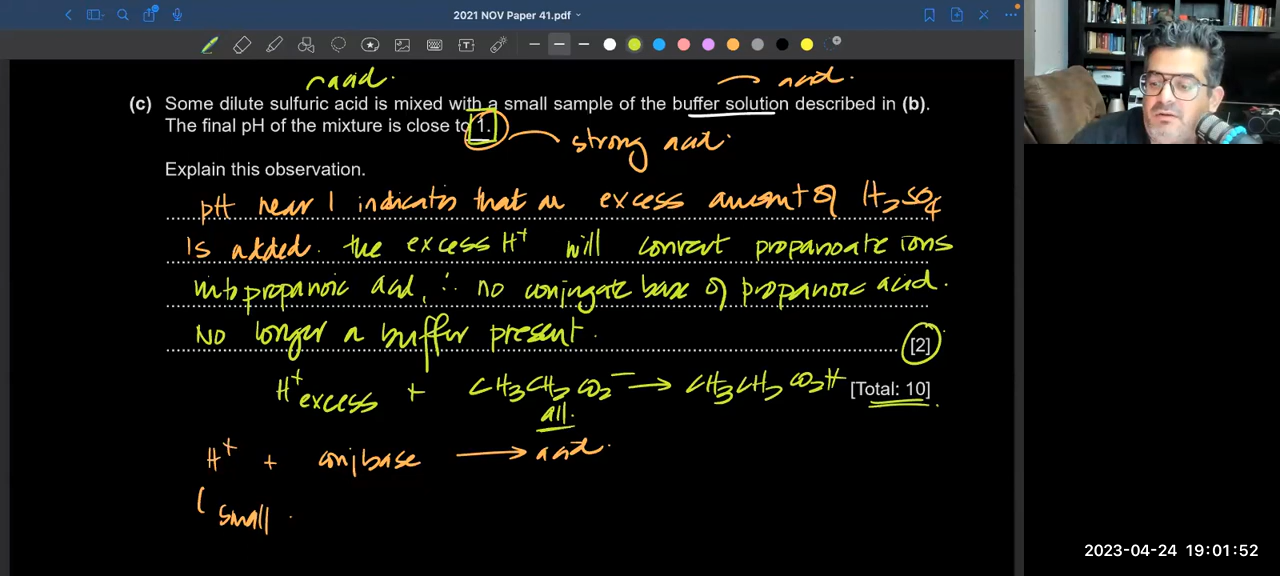 2021 NOV Paper 41.pdf
acid.
acid.
(c) Some dilute sulfuric acid is mixed with a small sample of the buffer solution described in (b).
The final pH of the mixture is close to 1.
strong acid.
Explain this observation.
pH near 1 indicates that an excess amount of H2SO4
is added. the excess H+ will convert propanoate ions
into propanoic acid, ∴ no conjugate base of propanoic acid.
No longer a buffer present.
[2]
H+ excess + CH3CH2CO2− → CH3CH2CO2H
[Total: 10]
all.
H+ + conj base → acid.
(small.
2023-04-24 19:01:52